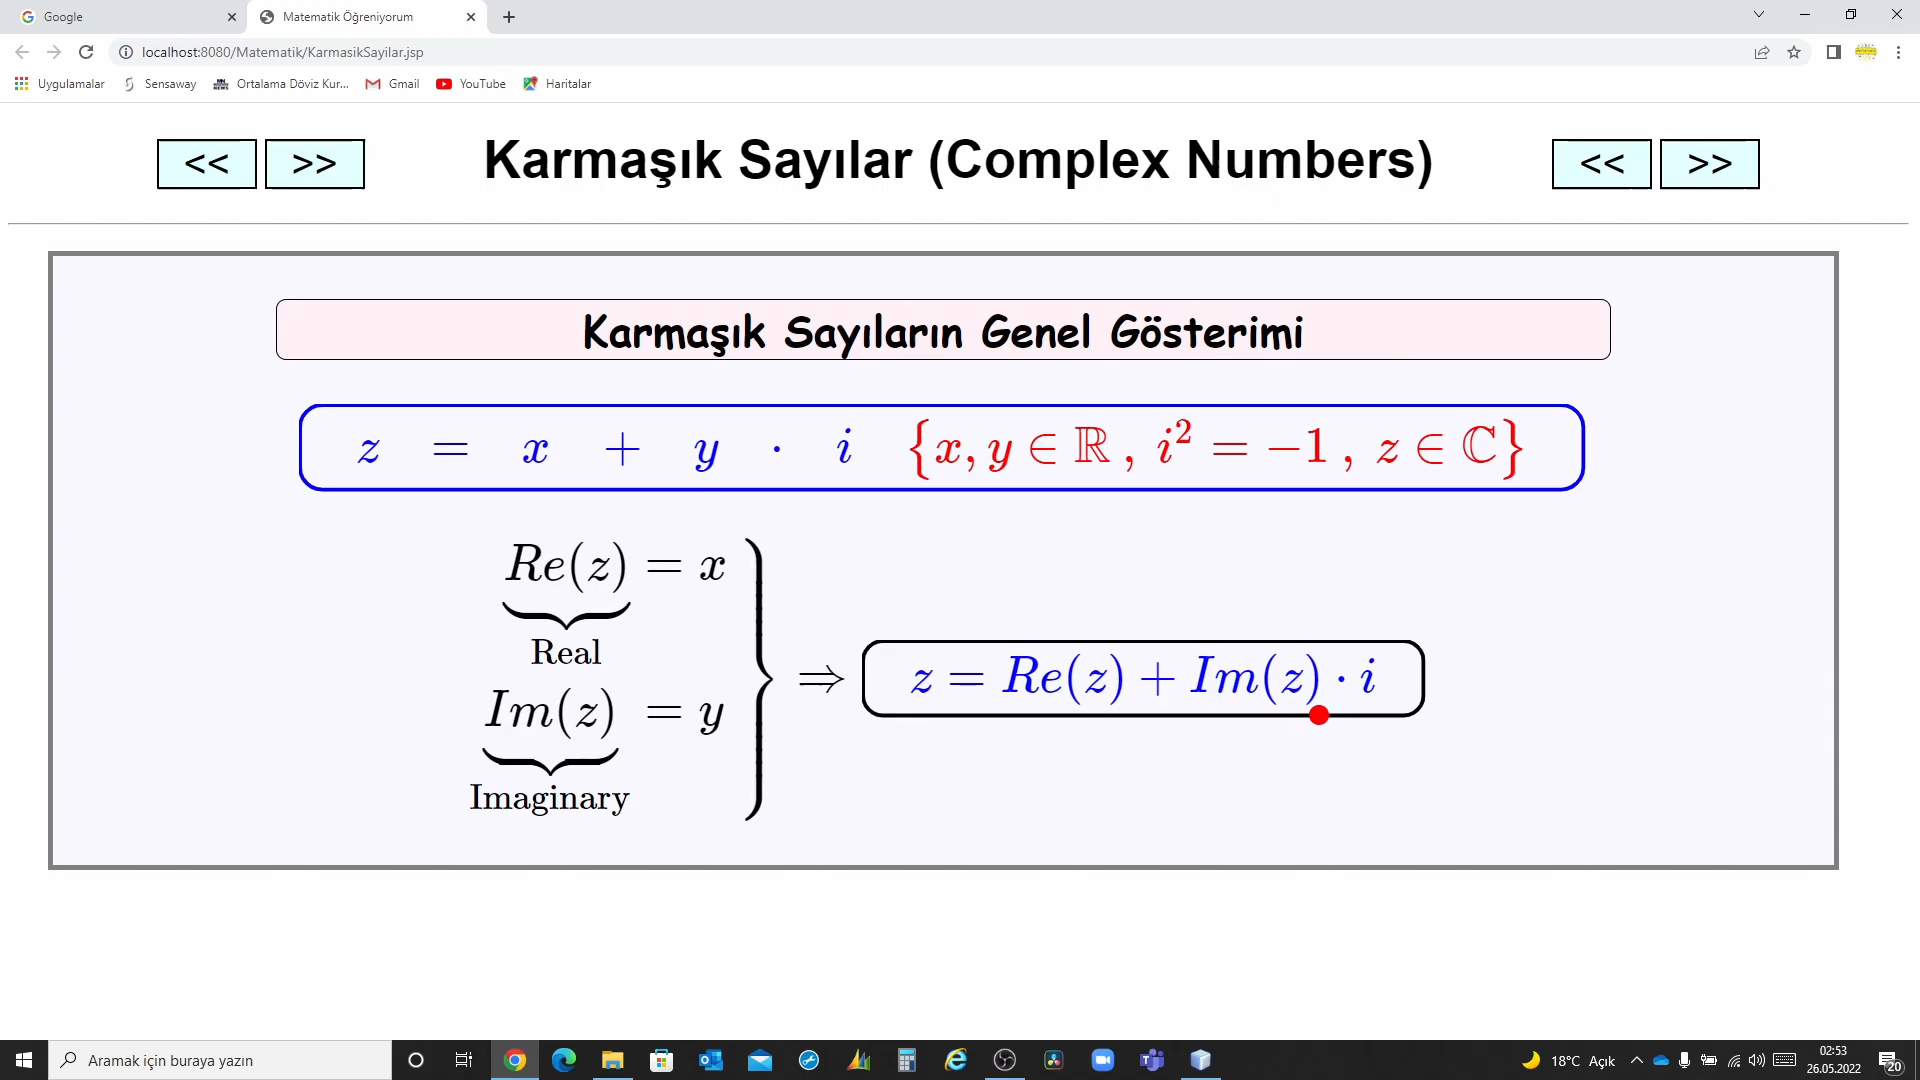 Google
Matematik Öğreniyorum
localhost:8080/Matematik/KarmasikSayilar.jsp
Uygulamalar Sensaway Ortalama Döviz Kur... Gmail YouTube Haritalar
<< >> Karmaşık Sayılar (Complex Numbers) << >>
Karmaşık Sayıların Genel Gösterimi
z = x + y · i {x, y ∈ ℝ , i² = −1 , z ∈ ℂ}
Re(z) = x
Real
⇒ z = Re(z) + Im(z) · i
Im(z) = y
Imaginary
Aramak için buraya yazın
18°C Açık
02:53
26.05.2022
20